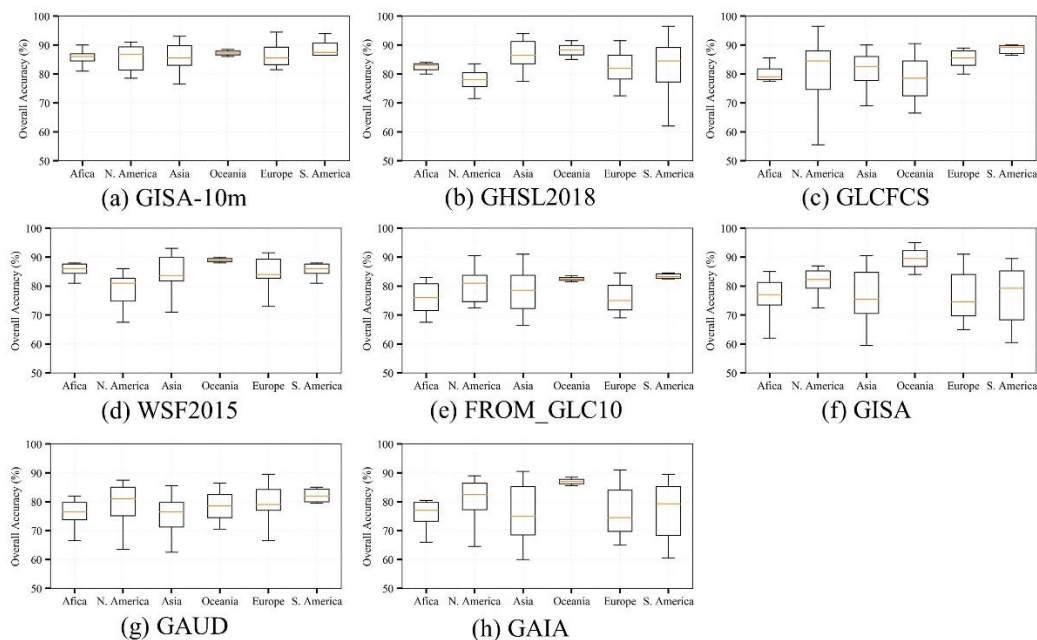 Overall Accuracy (%)
100
90
80
70
60
50
Afica N. America Asia Oceania Europe S. America
(a) GISA-10m
Overall Accuracy (%)
100
90
80
70
60
50
Afica N. America Asia Oceania Europe S. America
(b) GHSL2018
Overall Accuracy (%)
100
90
80
70
60
50
Afica N. America Asia Oceania Europe S. America
(c) GLCFCS
Overall Accuracy (%)
100
90
80
70
60
50
Afica N. America Asia Oceania Europe S. America
(d) WSF2015
Overall Accuracy (%)
100
90
80
70
60
50
Afica N. America Asia Oceania Europe S. America
(e) FROM_GLC10
Overall Accuracy (%)
100
90
80
70
60
50
Afica N. America Asia Oceania Europe S. America
(f) GISA
Overall Accuracy (%)
100
90
80
70
60
50
Afica N. America Asia Oceania Europe S. America
(g) GAUD
Overall Accuracy (%)
100
90
80
70
60
50
Afica N. America Asia Oceania Europe S. America
(h) GAIA